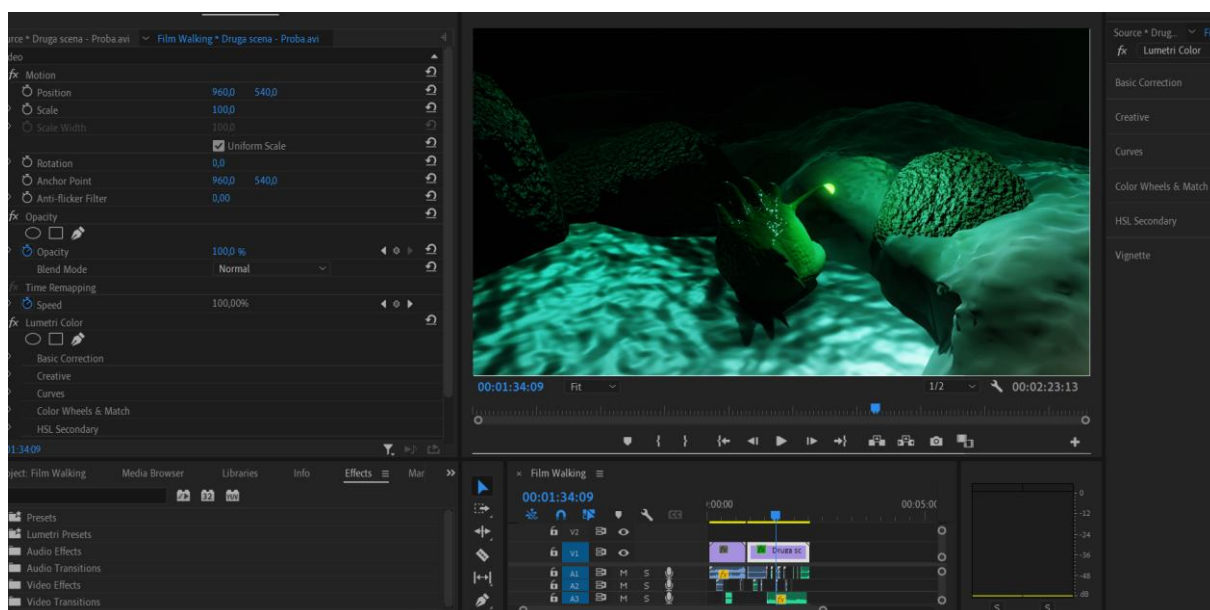 urce * Druga scena - Proba.avi Film Walking * Druga scena - Proba.avi
deo
fx Motion
Position 960,0 540,0
Scale 100,0
Scale Width 100,0
Uniform Scale
Rotation 0,0
Anchor Point 960,0 540,0
Anti-flicker Filter 0,00
fx Opacity
Opacity 100,0 %
Blend Mode Normal
Time Remapping
Speed 100,00%
fx Lumetri Color
Basic Correction
Creative
Curves
Color Wheels & Match
HSL Secondary
01:34:09
00:01:34:09 Fit 1/2 00:02:23:13
Source * Drug...
fx Lumetri Color
Basic Correction
Creative
Curves
Color Wheels & Match
HSL Secondary
Vignette
oject: Film Walking Media Browser Libraries Info Effects Mar
Presets
Lumetri Presets
Audio Effects
Audio Transitions
Video Effects
Video Transitions
× Film Walking
00:01:34:09
:00:00 00:05:00
V2
V1 fx fx Druga sc
A1 M S fx
A2 M S
A3 M S fx
0
-12
-24
-36
-48
dB
S S